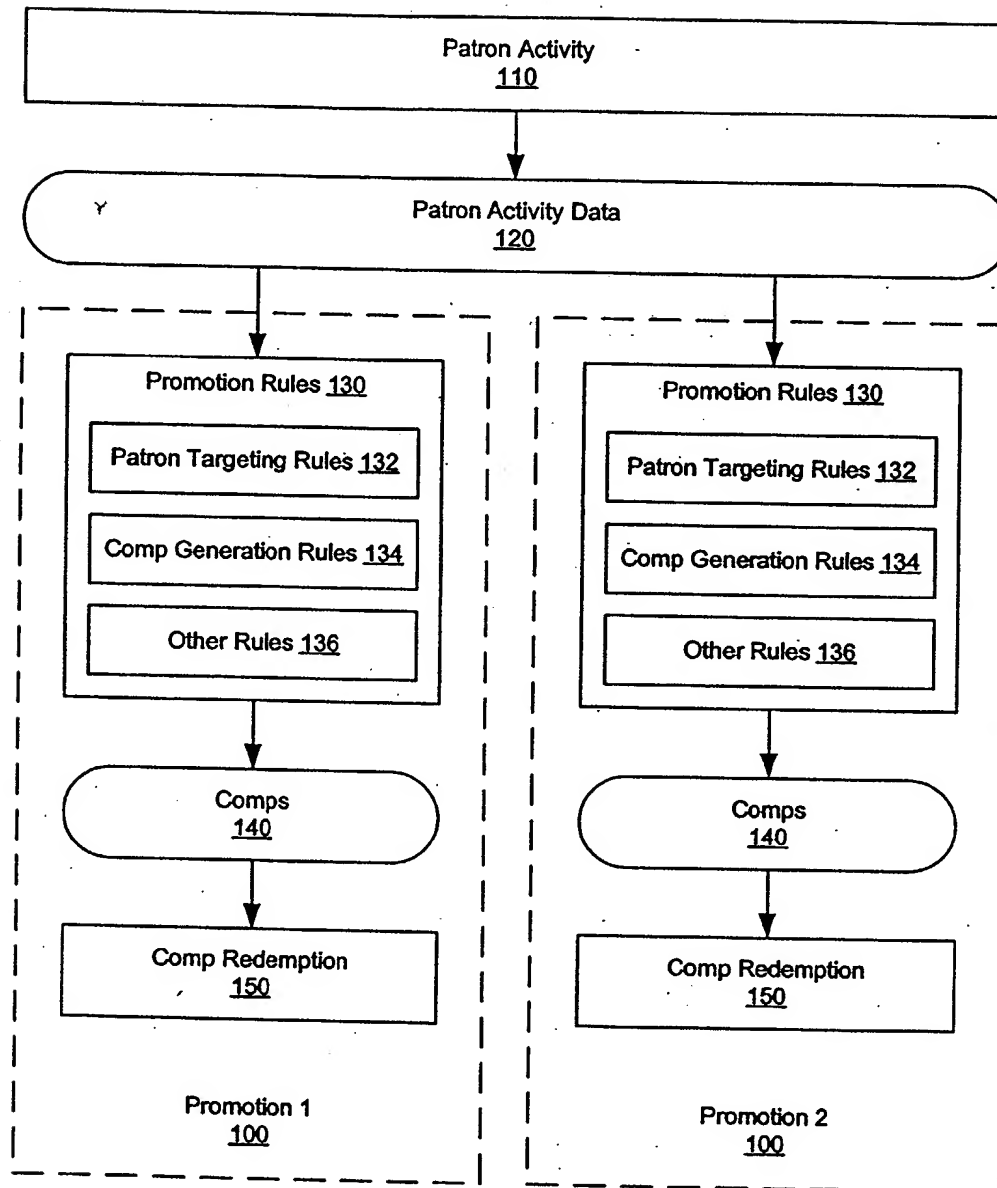 Patron Activity
110
Patron Activity Data
120
Promotion Rules 130
Patron Targeting Rules 132
Comp Generation Rules 134
Other Rules 136
Comps
140
Comp Redemption
150
Promotion 1
100
Promotion Rules 130
Patron Targeting Rules 132
Comp Generation Rules 134
Other Rules 136
Comps
140
Comp Redemption
150
Promotion 2
100